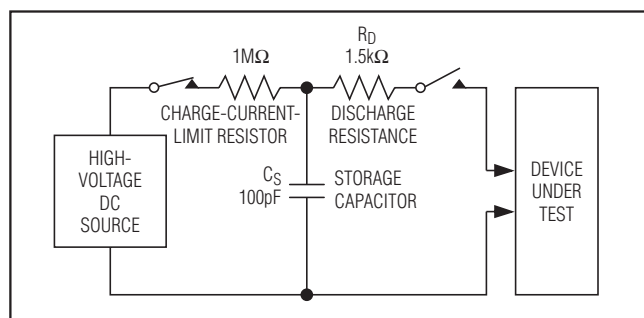 R_D
1MΩ
1.5kΩ
CHARGE-CURRENT-
LIMIT RESISTOR
DISCHARGE
RESISTANCE
HIGH-
VOLTAGE
DC
SOURCE
C_S
100pF
STORAGE
CAPACITOR
DEVICE
UNDER
TEST